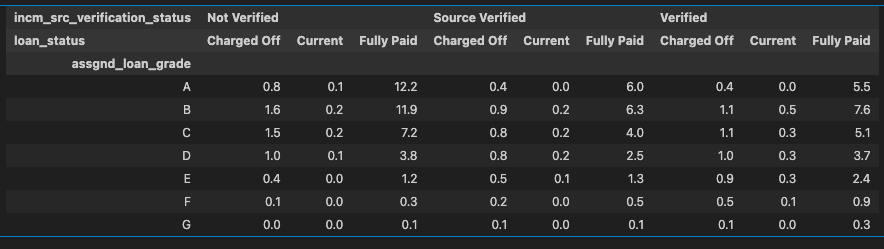 incm_src_verification_status Not Verified Source Verified Verified
loan_status Charged Off Current Fully Paid Charged Off Current Fully Paid Charged Off Current Fully Paid
assgnd_loan_grade
A 0.8 0.1 12.2 0.4 0.0 6.0 0.4 0.0 5.5
B 1.6 0.2 11.9 0.9 0.2 6.3 1.1 0.5 7.6
C 1.5 0.2 7.2 0.8 0.2 4.0 1.1 0.3 5.1
D 1.0 0.1 3.8 0.8 0.2 2.5 1.0 0.3 3.7
E 0.4 0.0 1.2 0.5 0.1 1.3 0.9 0.3 2.4
F 0.1 0.0 0.3 0.2 0.0 0.5 0.5 0.1 0.9
G 0.0 0.0 0.1 0.1 0.0 0.1 0.1 0.0 0.3